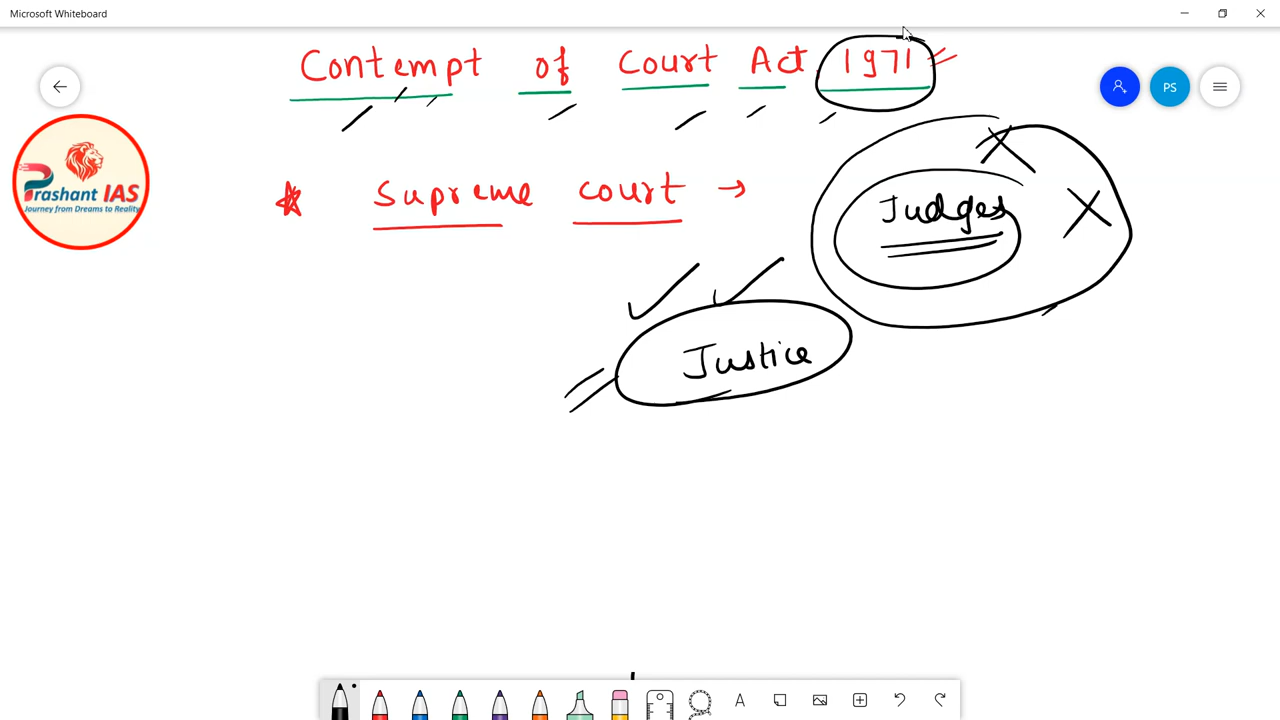 Microsoft Whiteboard
Contempt of Court Act 1971
PS
Prashant IAS
Journey from Dreams to Reality
Supreme court →
Judges
Justice
A